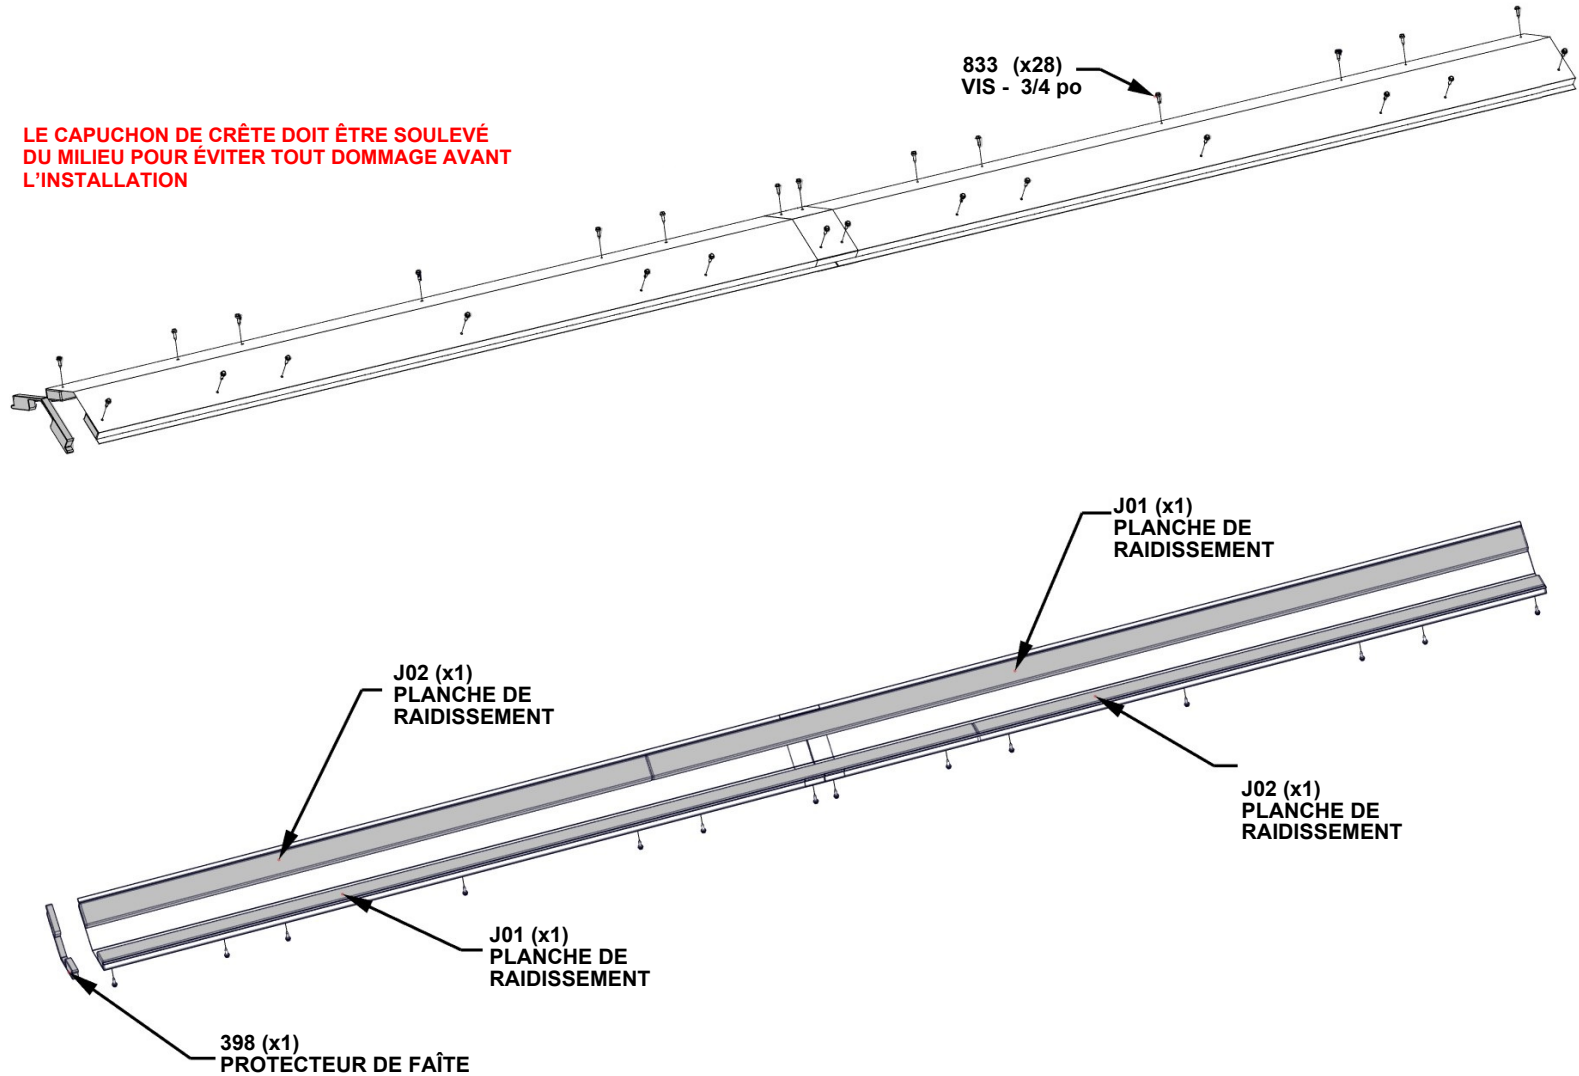 833 (x28)
VIS - 3/4 po
LE CAPUCHON DE CRÊTE DOIT ÊTRE SOULEVÉ
DU MILIEU POUR ÉVITER TOUT DOMMAGE AVANT
L'INSTALLATION
J01 (x1)
PLANCHE DE
RAIDISSEMENT
J02 (x1)
PLANCHE DE
RAIDISSEMENT
J02 (x1)
PLANCHE DE
RAIDISSEMENT
J01 (x1)
PLANCHE DE
RAIDISSEMENT
398 (x1)
PROTECTEUR DE FAÎTE